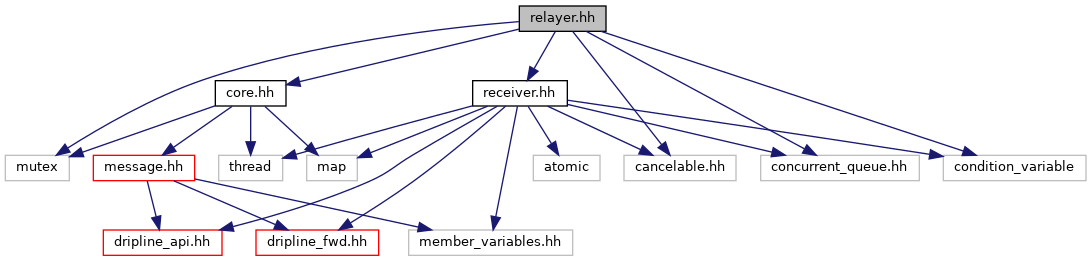 relayer.hh
core.hh
receiver.hh
mutex
message.hh
thread
map
atomic
cancelable.hh
concurrent_queue.hh
condition_variable
dripline_api.hh
dripline_fwd.hh
member_variables.hh